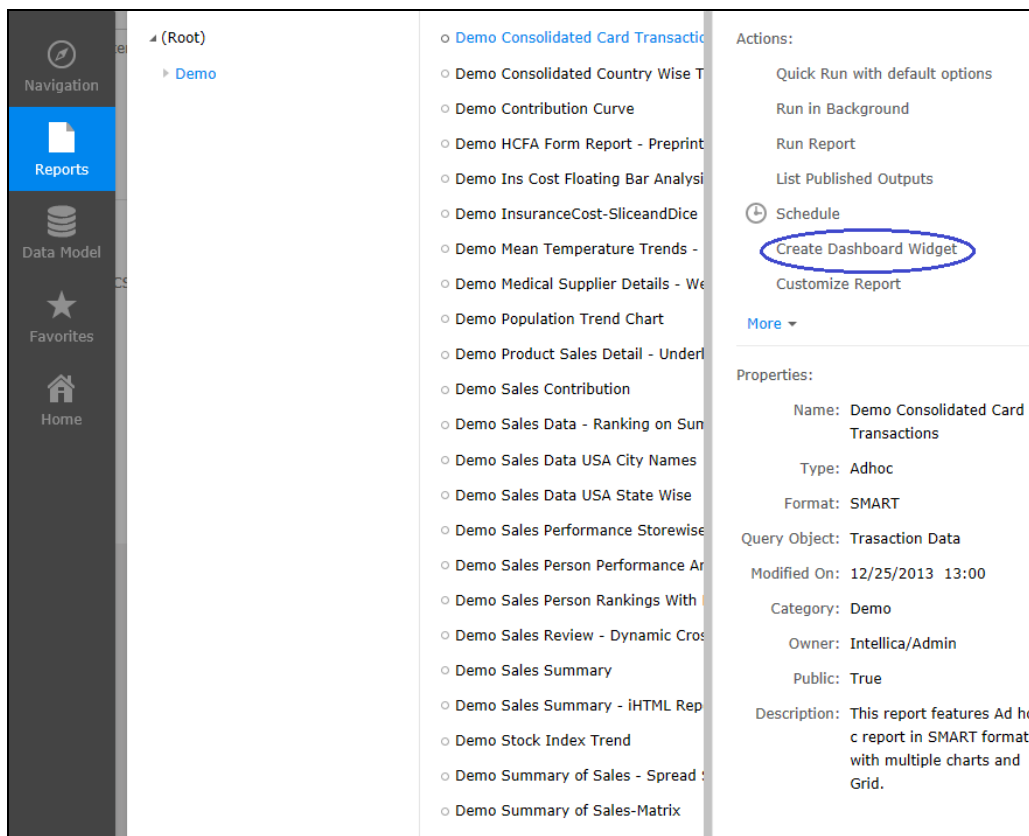 Navigation
Reports
Data Model
Favorites
Home
(Root)
Demo
Demo Consolidated Card Transactio
Demo Consolidated Country Wise T
Demo Contribution Curve
Demo HCFA Form Report - Preprint
Demo Ins Cost Floating Bar Analysi
Demo InsuranceCost-SliceandDice
Demo Mean Temperature Trends -
Demo Medical Supplier Details - We
Demo Population Trend Chart
Demo Product Sales Detail - Underl
Demo Sales Contribution
Demo Sales Data - Ranking on Sum
Demo Sales Data USA City Names
Demo Sales Data USA State Wise
Demo Sales Performance Storewise
Demo Sales Person Performance An
Demo Sales Person Rankings With
Demo Sales Review - Dynamic Cros
Demo Sales Summary
Demo Sales Summary - iHTML Rep
Demo Stock Index Trend
Demo Summary of Sales - Spread S
Demo Summary of Sales-Matrix
Actions:
Quick Run with default options
Run in Background
Run Report
List Published Outputs
Schedule
Create Dashboard Widget
Customize Report
More
Properties:
Name: Demo Consolidated Card
Transactions
Type: Adhoc
Format: SMART
Query Object: Trasaction Data
Modified On: 12/25/2013 13:00
Category: Demo
Owner: Intellica/Admin
Public: True
Description: This report features Ad ho
c report in SMART format
with multiple charts and
Grid.